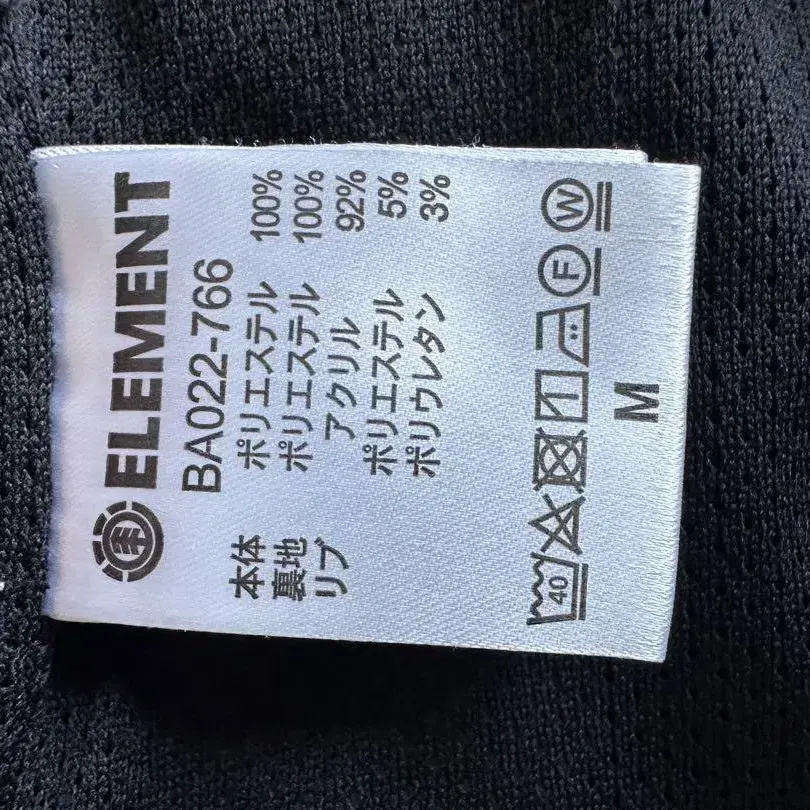 ELEMENT
BA022-766
本体 ポリエステル 100%
裏地 ポリエステル 100%
リブ アクリル 92%
ポリエステル 5%
ポリウレタン 3%
40 F W
M